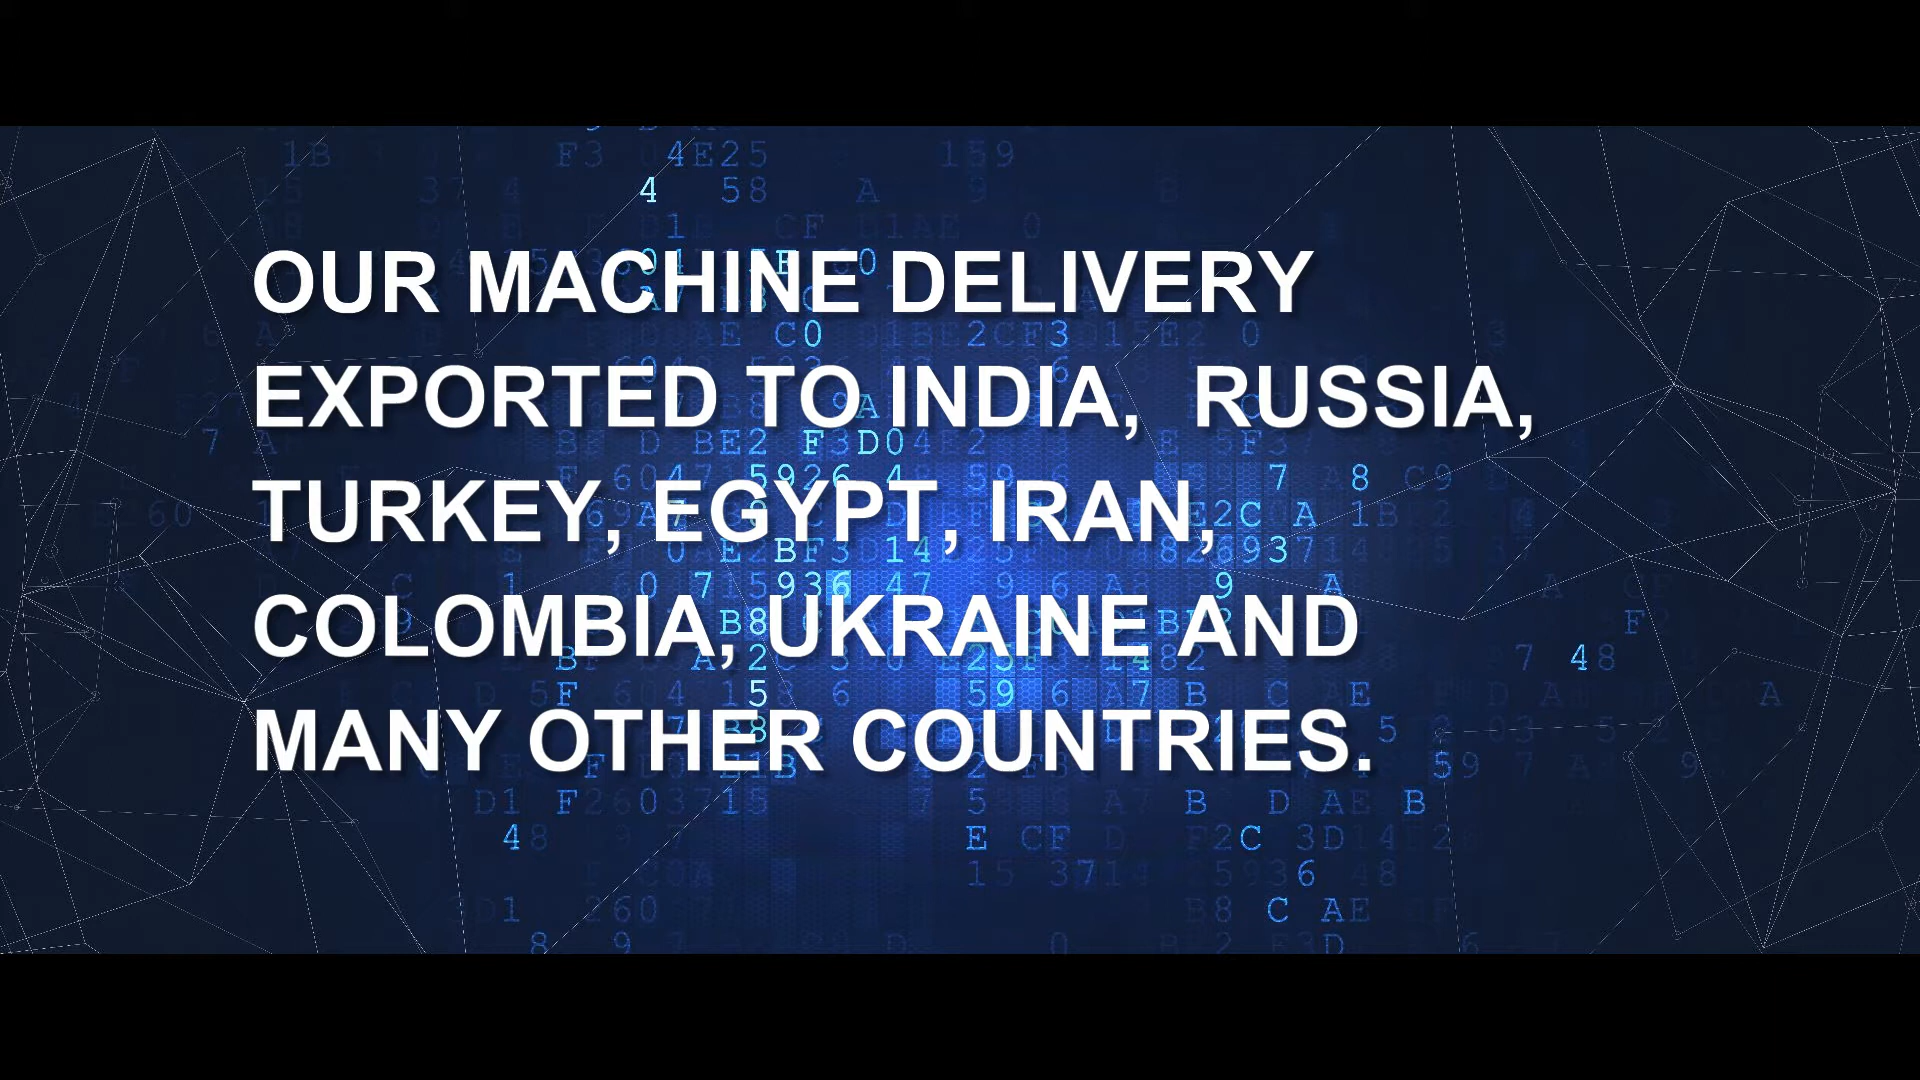 OUR MACHINE DELIVERY
EXPORTED TO INDIA,  RUSSIA,
TURKEY, EGYPT, IRAN,
COLOMBIA, UKRAINE AND
MANY OTHER COUNTRIES.